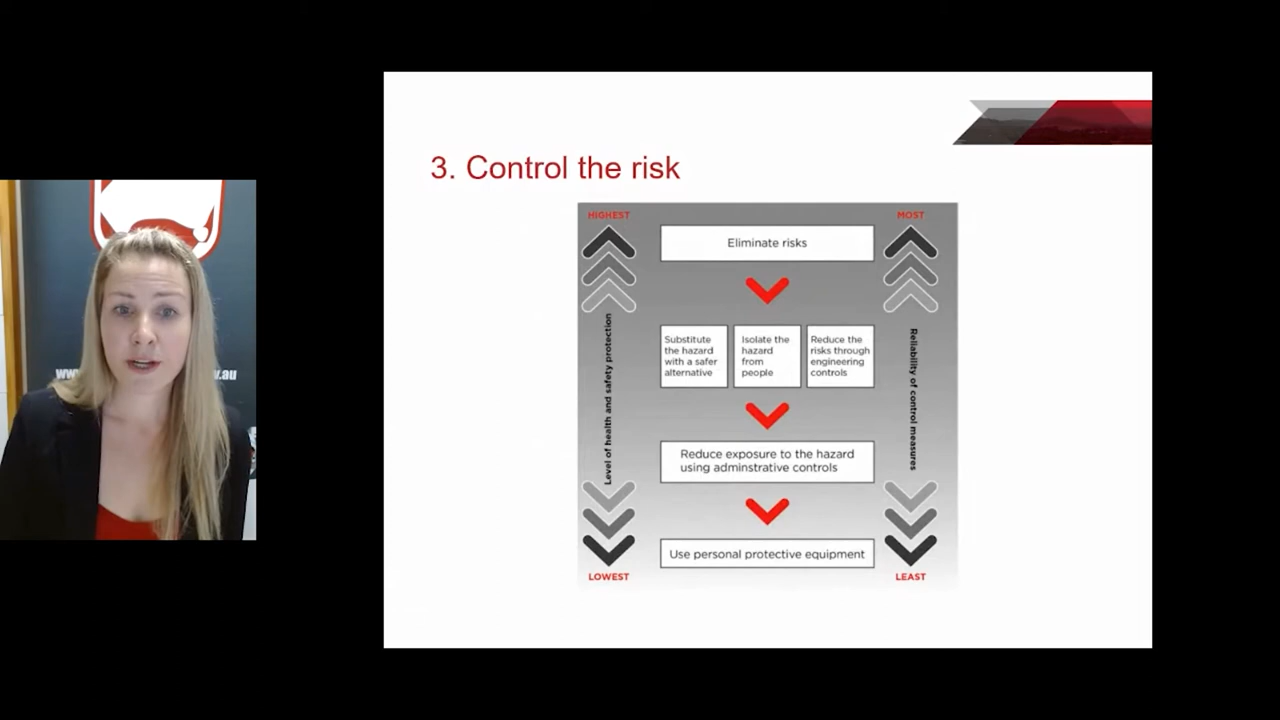 3. Control the risk
HIGHEST
MOST
Eliminate risks
Substitute
the hazard
with a safer
alternative
Isolate the
hazard
from
people
Reduce the
risks through
engineering
controls
Level of health and safety protection
Reliability of control measures
Reduce exposure to the hazard
using adminstrative controls
Use personal protective equipment
LOWEST
LEAST
.au